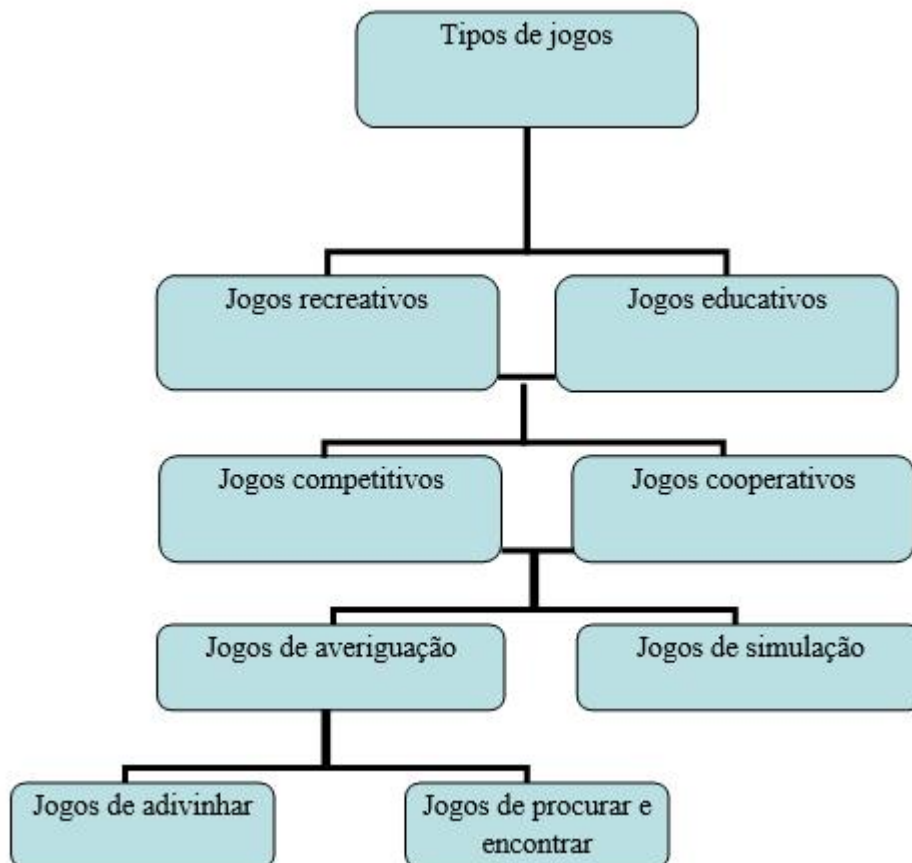 Tipos de jogos
Jogos recreativos
Jogos educativos
Jogos competitivos
Jogos cooperativos
Jogos de averiguação
Jogos de simulação
Jogos de adivinhar
Jogos de procurar e
encontrar